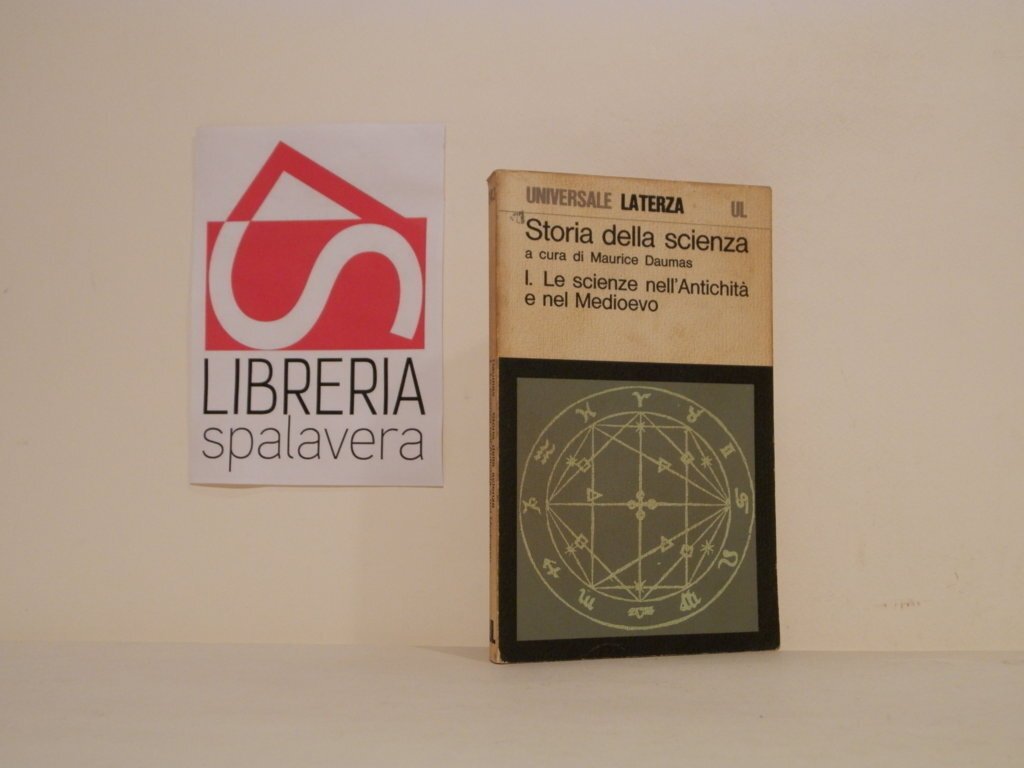 LIBRERIA
spalavera
UNIVERSALE LATERZA UL
Storia della scienza
a cura di Maurice Daumas
I. Le scienze nell'Antichità
e nel Medioevo